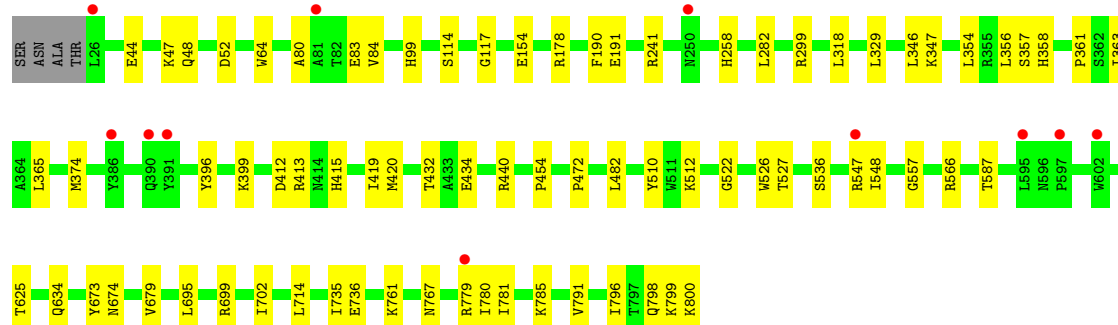 SER ASN ALA THR L26 E44 K47 Q48 D52 W64 A80 A81 T82 E83 V84 H99 S114 G117 E154 R178 F190 E191 R241 N250 H258 L282 R299 L318 L329 L346 K347 L354 R355 L356 S357 H358 P361 S362 I363
A364 L365 M374 Y386 Q390 Y391 Y396 K399 D412 R413 N414 H415 I419 M420 T432 A433 E434 R440 P454 P472 L482 Y510 W511 K512 G522 W526 T527 S536 R547 I548 G557 R566 T587 L595 N596 P597 W602
T625 Q634 Y673 N674 V679 L695 R699 I702 L714 I735 E736 K761 N767 R779 I780 I781 K785 V791 I796 T797 Q798 K799 K800